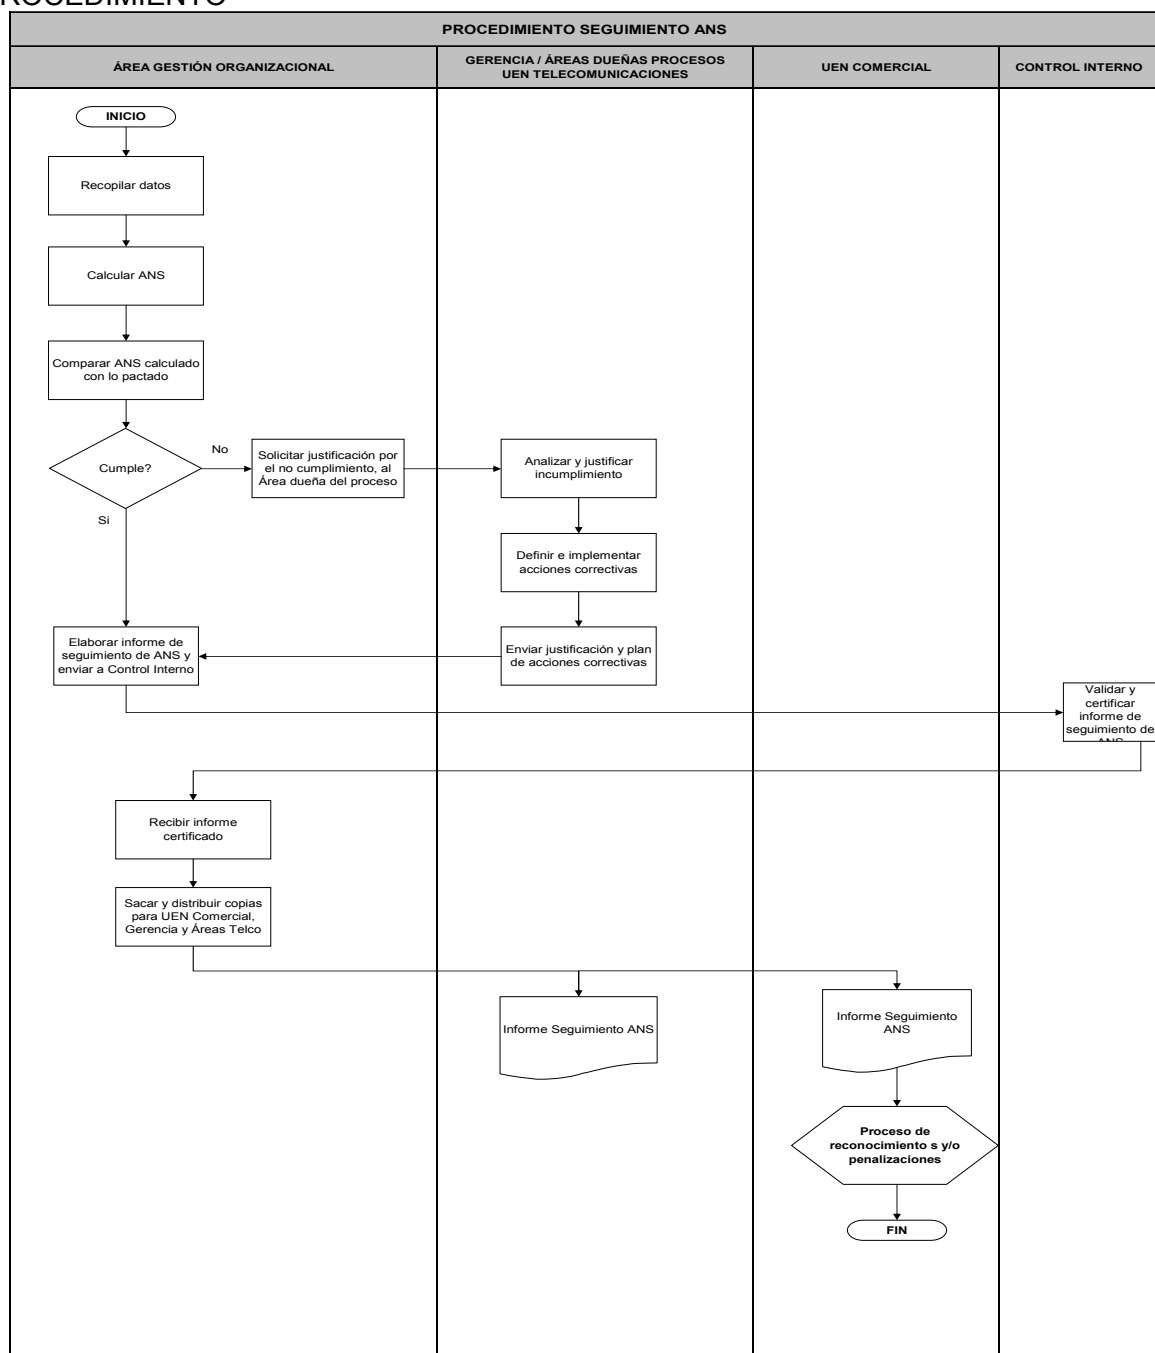 ROCEDIMIENTO
PROCEDIMIENTO SEGUIMIENTO ANS
ÁREA GESTIÓN ORGANIZACIONAL
GERENCIA / ÁREAS DUEÑAS PROCESOS
UEN TELECOMUNICACIONES
UEN COMERCIAL
CONTROL INTERNO
INICIO
Recopilar datos
Calcular ANS
Comparar ANS calculado
con lo pactado
Cumple?
No
Si
Solicitar justificación por
el no cumplimiento, al
Área dueña del proceso
Analizar y justificar
incumplimiento
Definir e implementar
acciones correctivas
Enviar justificación y plan
de acciones correctivas
Elaborar informe de
seguimiento de ANS y
enviar a Control Interno
Validar y
certificar
informe de
seguimiento de
ANS
Recibir informe
certificado
Sacar y distribuir copias
para UEN Comercial,
Gerencia y Áreas Telco
Informe Seguimiento ANS
Informe Seguimiento
ANS
Proceso de
reconocimiento s y/o
penalizaciones
FIN